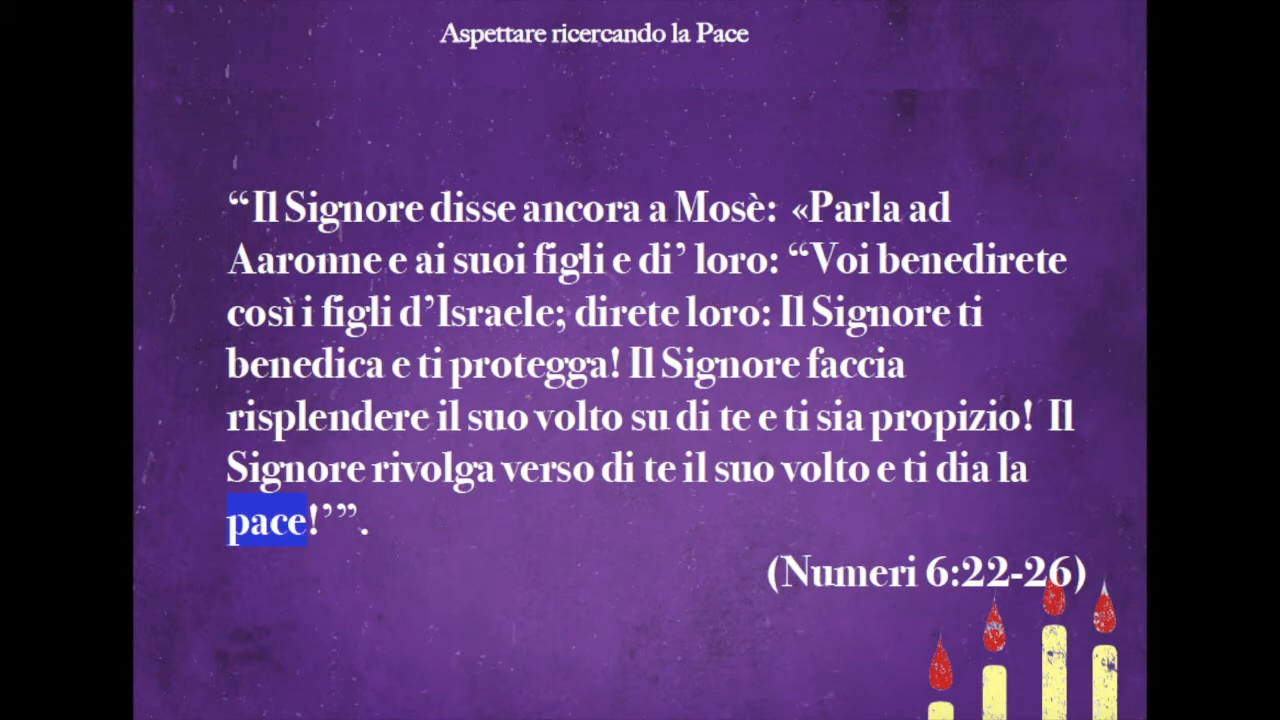 Aspettare ricercando la Pace
“Il Signore disse ancora a Mosè: «Parla ad
Aaronne e ai suoi figli e di’ loro: “Voi benedirete
così i figli d’Israele; direte loro: Il Signore ti
benedica e ti protegga! Il Signore faccia
risplendere il suo volto su di te e ti sia propizio! Il
Signore rivolga verso di te il suo volto e ti dia la
pace!’”.
(Numeri 6:22-26)